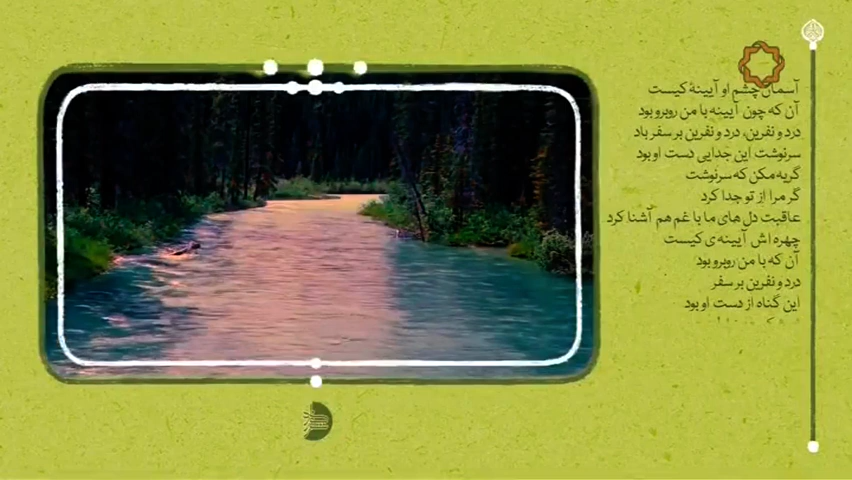 آسمان چشم او آیینهٔ کیست
آن که چون آیینه با من روبرو بود
درد و نفرین، درد و نفرین بر سفر باد
سرنوشت این جدایی دست او بود
گریه مکن که سرنوشت
گر مرا از تو جدا کرد
عاقبت دل های ما با غم هم آشنا کرد
چهره اش آیینه ی کیست
آن که با من روبرو بود
درد و نفرین بر سفر
این گناه از دست او بود